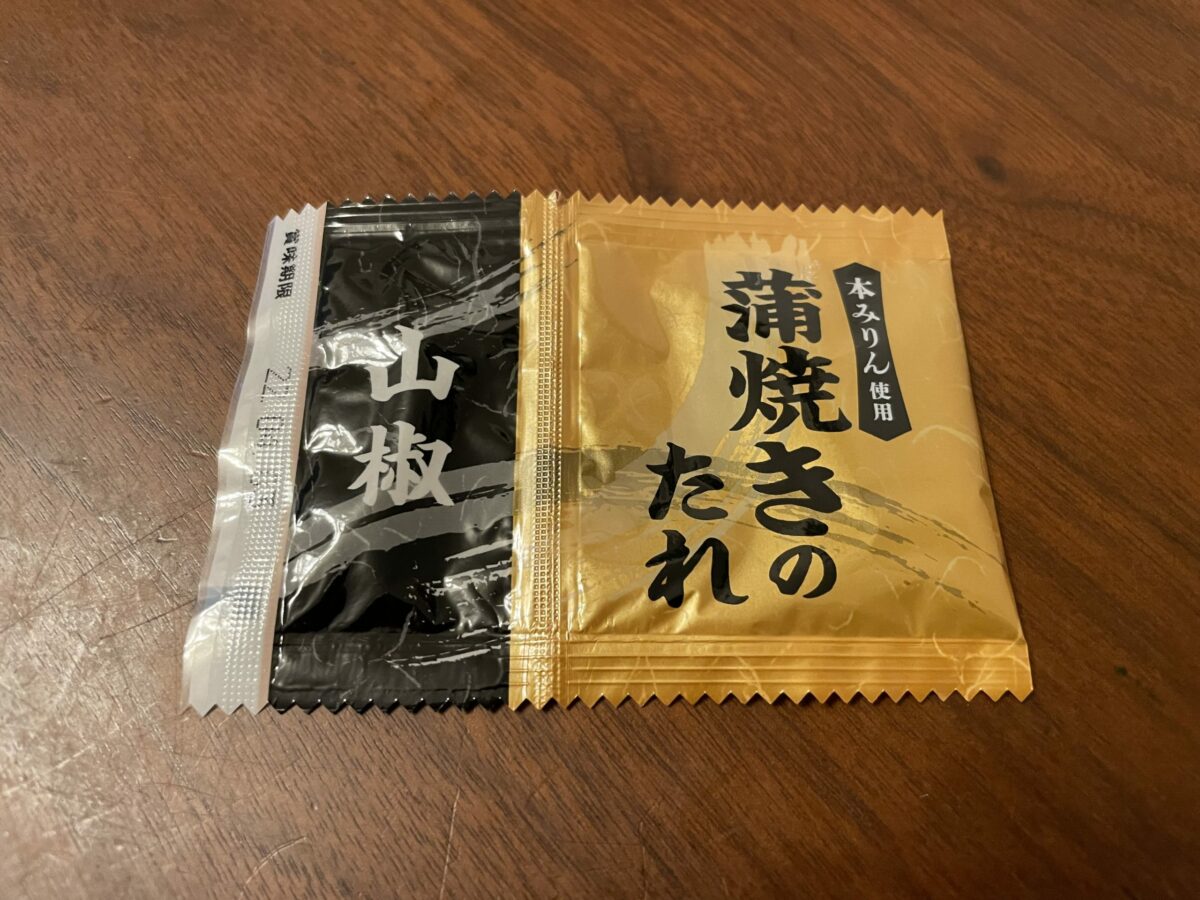 賞味期限
山椒
本みりん使用
蒲焼きの
たれ